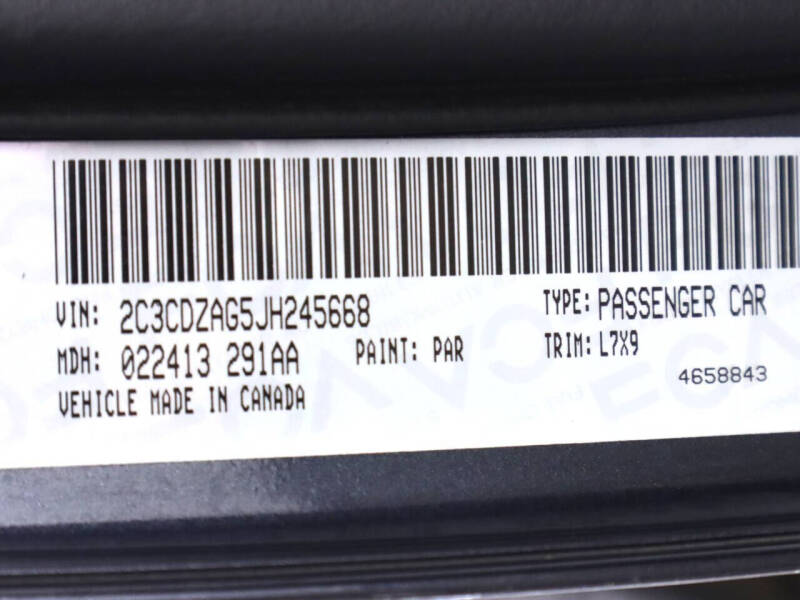 VIN: 2C3CDZAG5JH245668 TYPE: PASSENGER CAR
MDH: 022413 291AA PAINT: PAR TRIM: L7X9
4658843
VEHICLE MADE IN CANADA